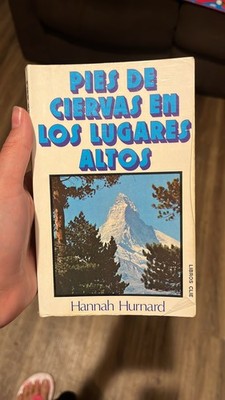 PIES DE
CIERVAS EN
LOS LUGARES
ALTOS
LIBROS CLIE
Hannah Hurnard